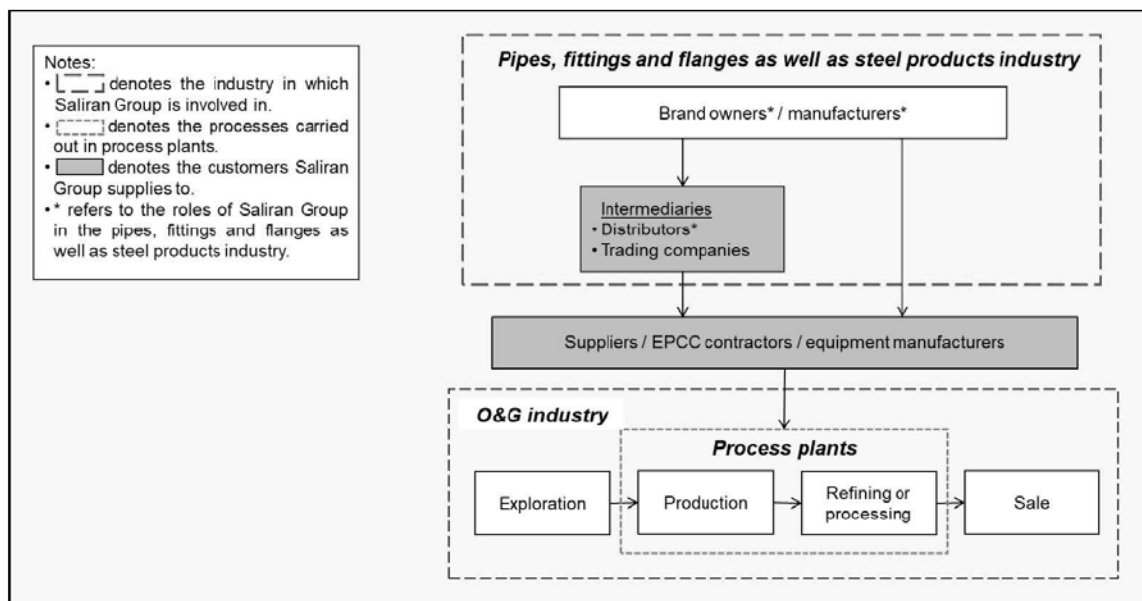 Notes:
• denotes the industry in which
Saliran Group is involved in.
• denotes the processes carried
out in process plants.
• denotes the customers Saliran
Group supplies to.
• * refers to the roles of Saliran Group
in the pipes, fittings and flanges as
well as steel products industry.
Pipes, fittings and flanges as well as steel products industry
Brand owners* / manufacturers*
Intermediaries
• Distributors*
• Trading companies
Suppliers / EPCC contractors / equipment manufacturers
O&G industry
Process plants
Exploration
Production
Refining or
processing
Sale